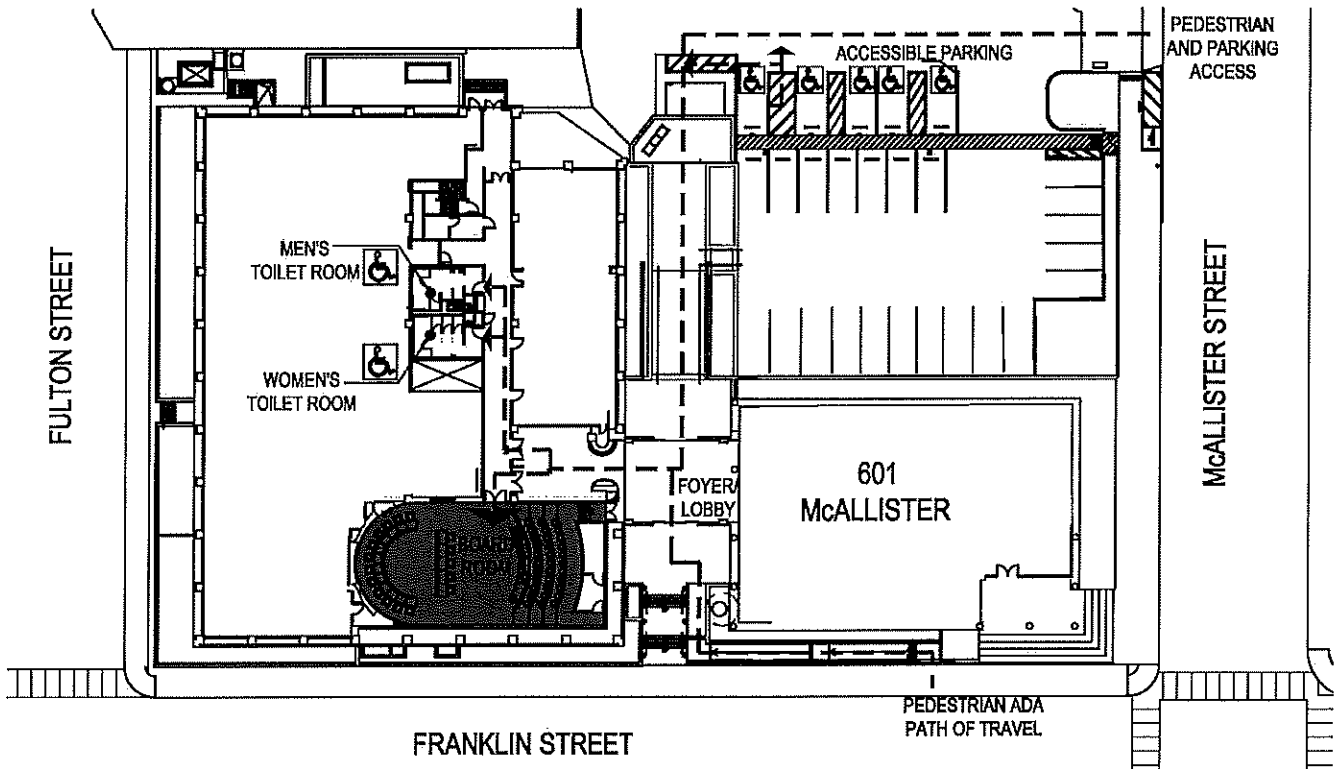 PEDESTRIAN
AND PARKING
ACCESS
ACCESSIBLE PARKING
MEN'S
TOILET ROOM
WOMEN'S
TOILET ROOM
FULTON STREET
McALLISTER STREET
FOYER/
LOBBY
601
McALLISTER
BOARD
ROOM
PEDESTRIAN ADA
PATH OF TRAVEL
FRANKLIN STREET